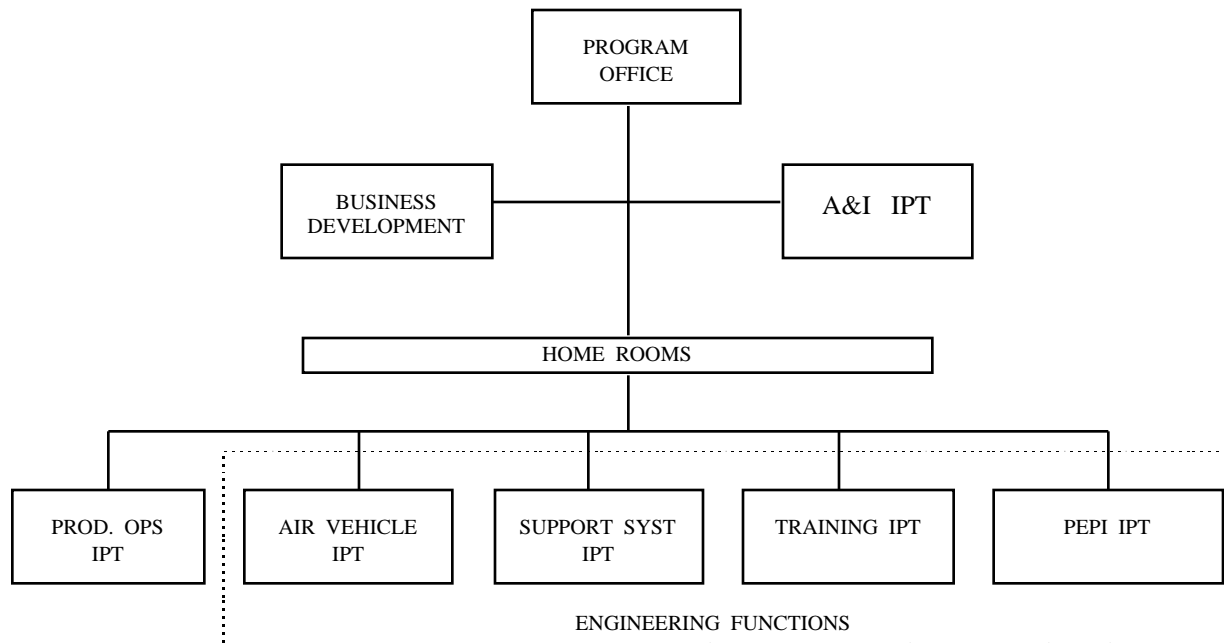 PROGRAM
OFFICE
BUSINESS
DEVELOPMENT
A&I IPT
HOME ROOMS
PROD. OPS
IPT
AIR VEHICLE
IPT
SUPPORT SYST
IPT
TRAINING IPT
PEPI IPT
ENGINEERING FUNCTIONS